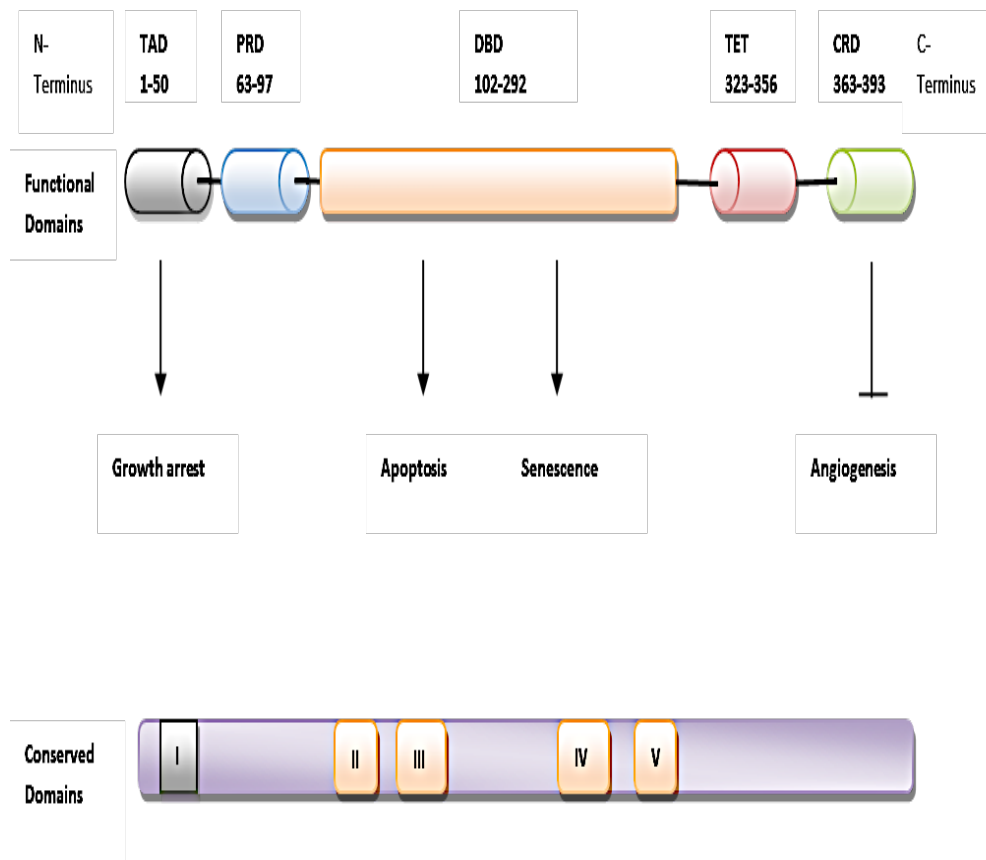 N-
Terminus
TAD
1-50
PRD
63-97
DBD
102-292
TET
323-356
CRD
363-393
C-
Terminus
Functional
Domains
Growth arrest
Apoptosis Senescence
Angiogenesis
Conserved
Domains
I
II
III
IV
V